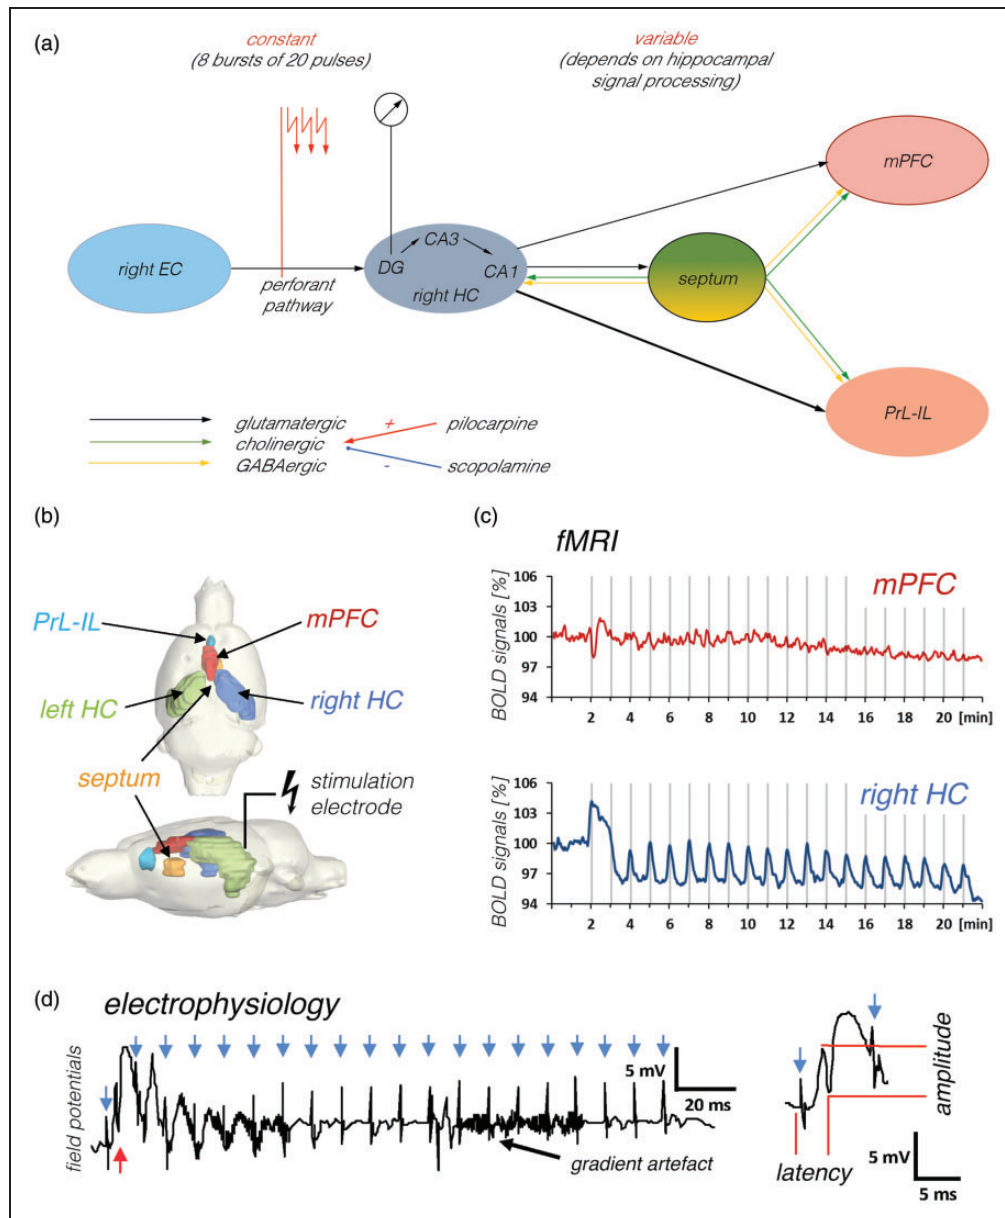 (a)
constant
(8 bursts of 20 pulses)
variable
(depends on hippocampal
signal processing)
mPFC
right EC
perforant
pathway
DG
CA3
CA1
right HC
septum
PrL-IL
glutamatergic
cholinergic
GABAergic
+
-
pilocarpine
scopolamine
(b)
PrL-IL
mPFC
left HC
right HC
septum
stimulation
electrode
(c)
fMRI
mPFC
BOLD signals [%]
106
103
100
97
94
2 4 6 8 10 12 14 16 18 20 [min]
right HC
BOLD signals [%]
106
103
100
97
94
2 4 6 8 10 12 14 16 18 20 [min]
(d)
electrophysiology
field potentials
5 mV
20 ms
gradient artefact
latency
amplitude
5 mV
5 ms